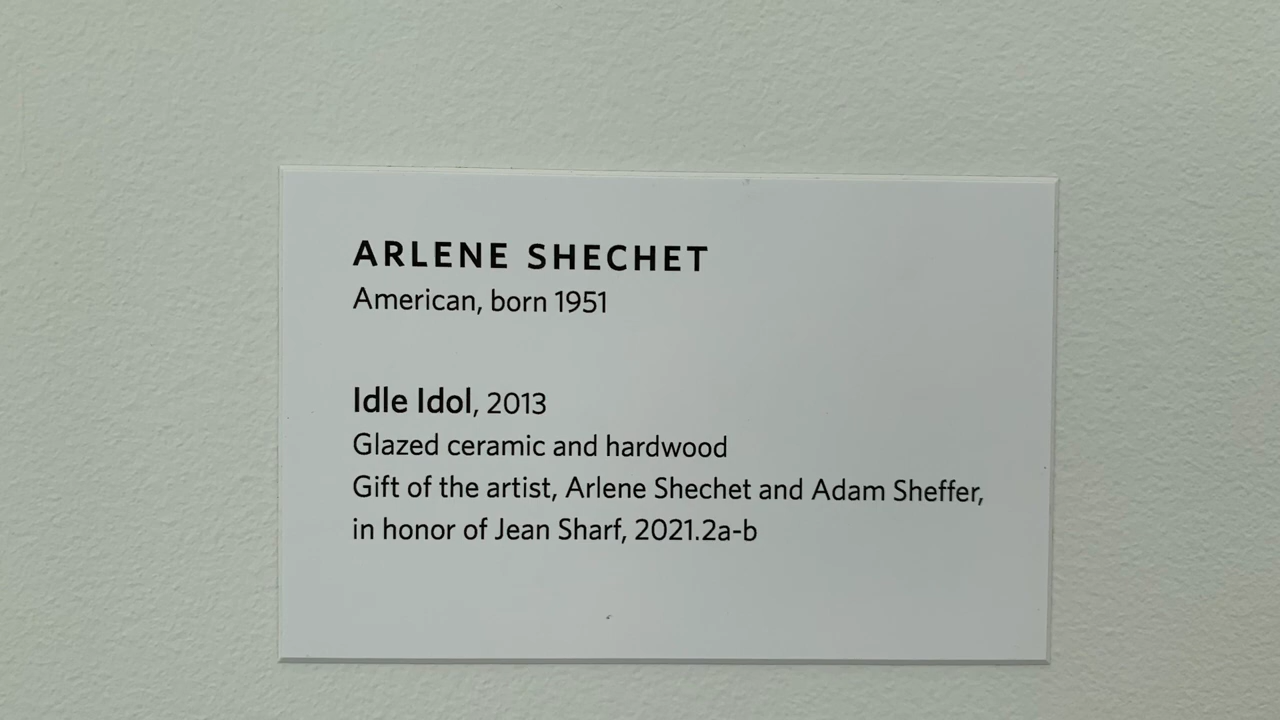 ARLENE SHECHET
American, born 1951
Idle Idol, 2013
Glazed ceramic and hardwood
Gift of the artist, Arlene Shechet and Adam Sheffer,
in honor of Jean Sharf, 2021.2a-b